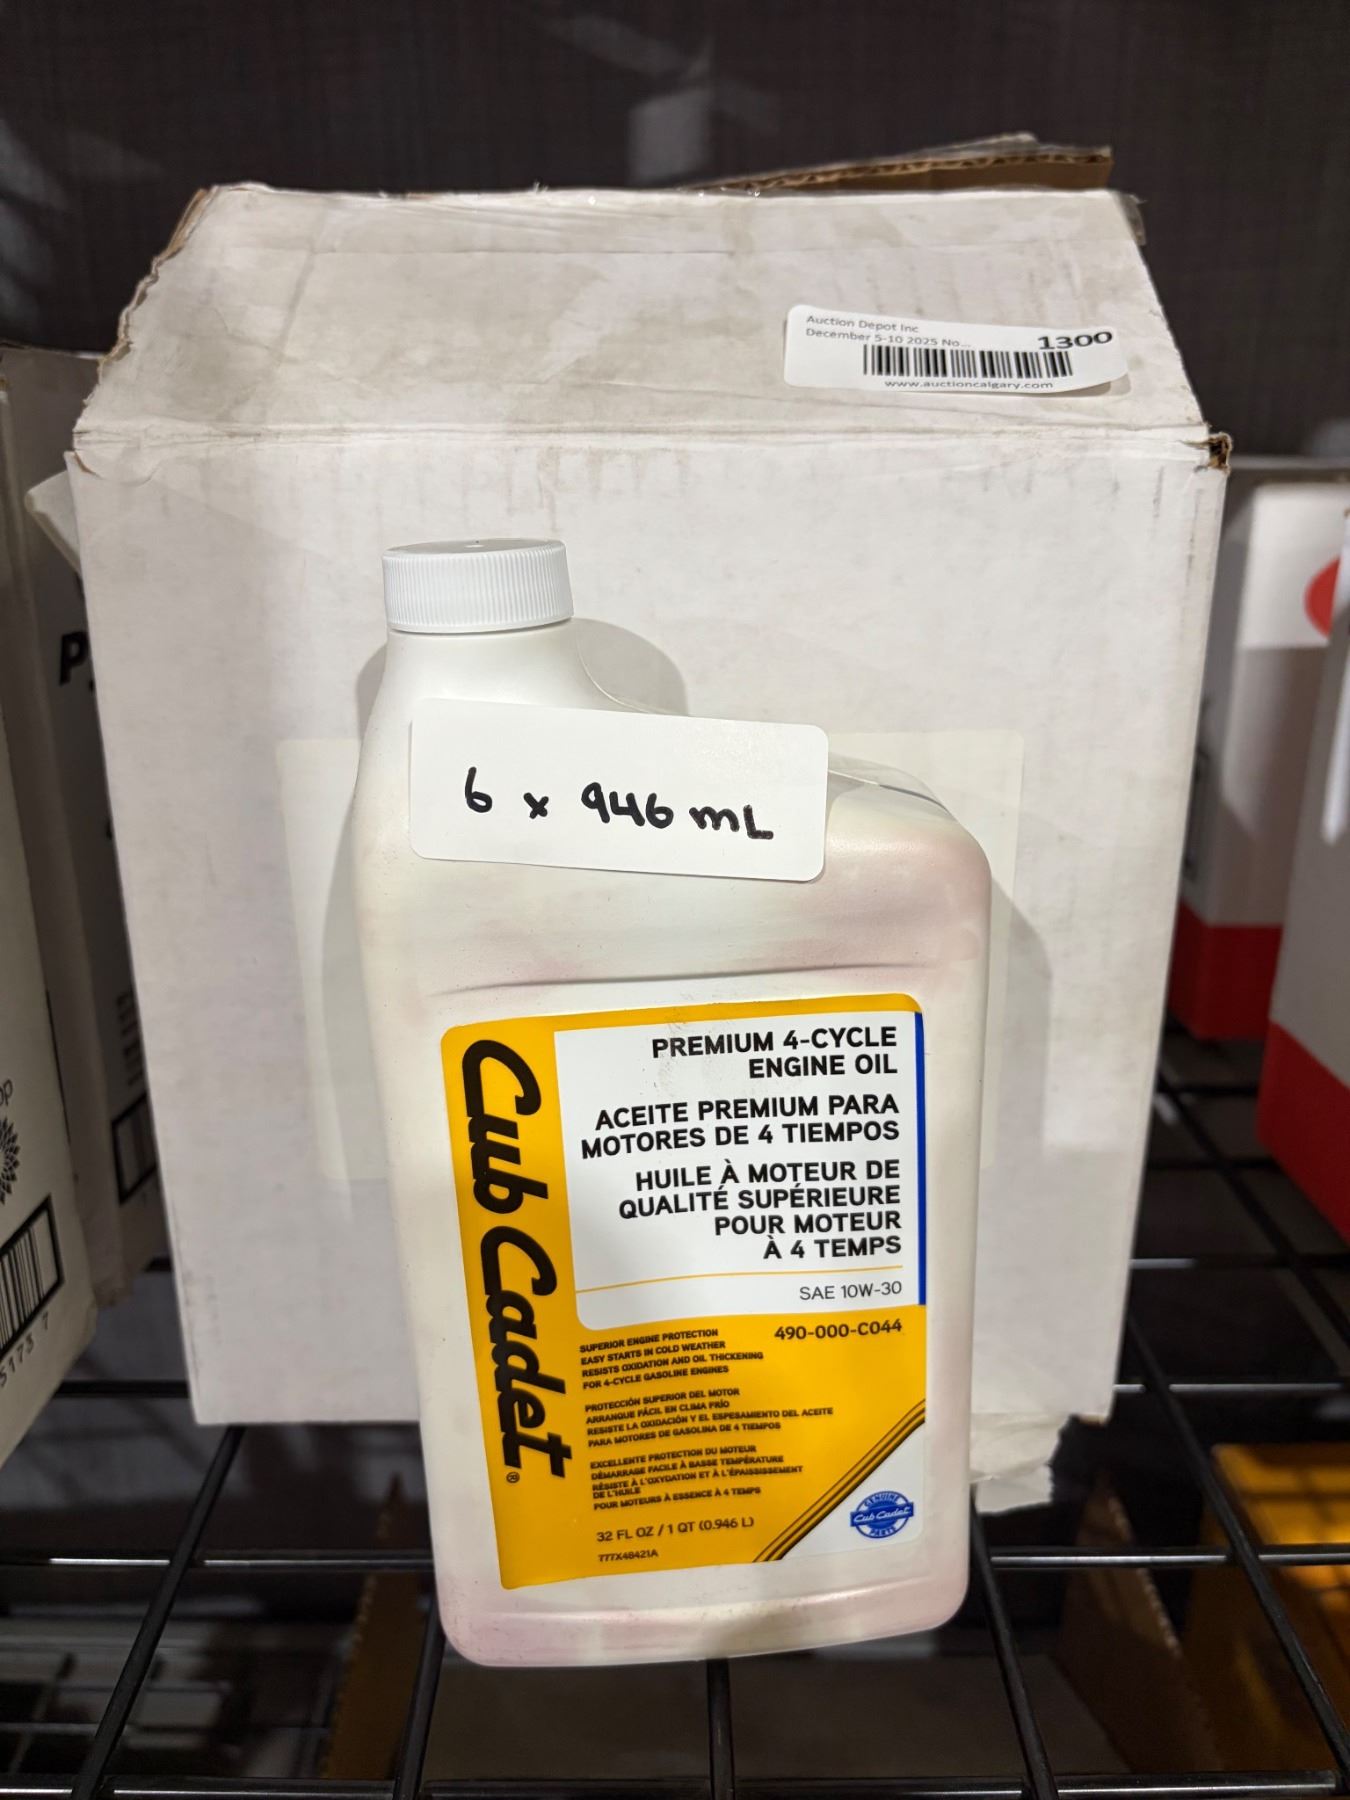 Auction Depot Inc
December 5-10 2025 No...
1300
www.auctioncalgary.com
6 x 946 mL
Cub Cadet®
PREMIUM 4-CYCLE
ENGINE OIL
ACEITE PREMIUM PARA
MOTORES DE 4 TIEMPOS
HUILE À MOTEUR DE
QUALITÉ SUPÉRIEURE
POUR MOTEUR
À 4 TEMPS
SAE 10W-30
490-000-C044
SUPERIOR ENGINE PROTECTION
EASY STARTS IN COLD WEATHER
RESISTS OXIDATION AND OIL THICKENING
FOR 4-CYCLE GASOLINE ENGINES
PROTECCIÓN SUPERIOR DEL MOTOR
ARRANQUE FÁCIL EN CLIMA FRÍO
RESISTE LA OXIDACIÓN Y EL ESPESAMIENTO DEL ACEITE
PARA MOTORES DE GASOLINA DE 4 TIEMPOS
EXCELLENTE PROTECTION DU MOTEUR
DÉMARRAGE FACILE À BASSE TEMPÉRATURE
RÉSISTE À L'OXYDATION ET À L'ÉPAISSISSEMENT
DE L'HUILE
POUR MOTEURS À ESSENCE À 4 TEMPS
32 FL OZ / 1 QT (0.946 L)
777X48421A
GENUINE
Cub Cadet
PARTS